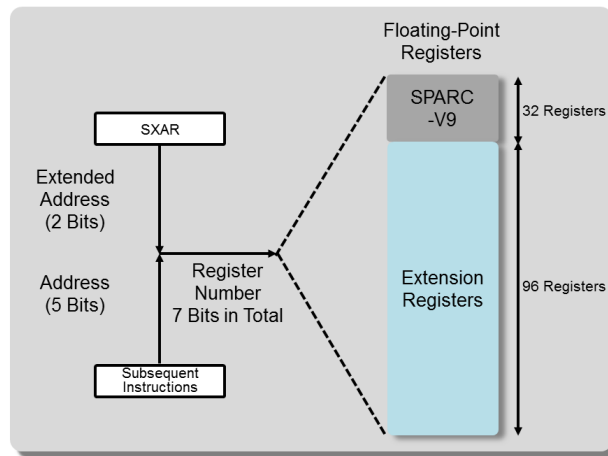 Floating-Point
Registers
SPARC
-V9
32 Registers
SXAR
Extended
Address
(2 Bits)
Register
Number
7 Bits in Total
Address
(5 Bits)
Extension
Registers
96 Registers
Subsequent
Instructions